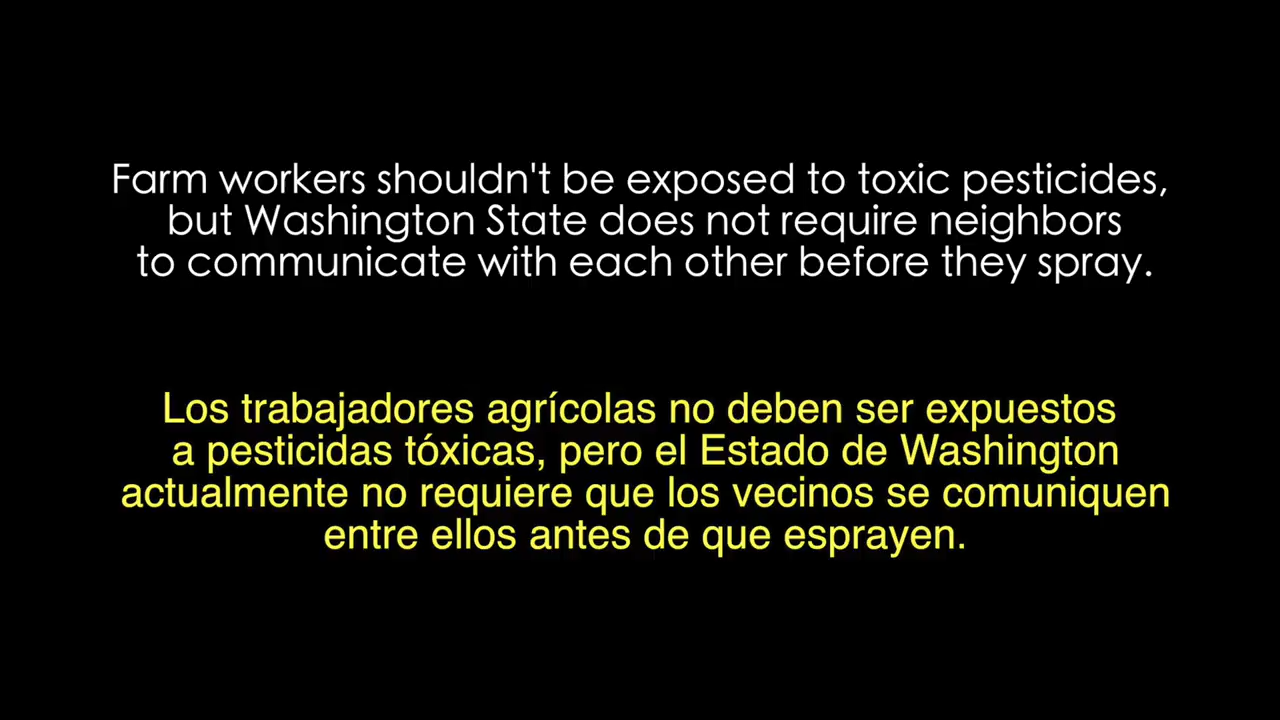 Farm workers shouldn't be exposed to toxic pesticides,
but Washington State does not require neighbors
to communicate with each other before they spray.
Los trabajadores agrícolas no deben ser expuestos
a pesticidas tóxicas, pero el Estado de Washington
actualmente no requiere que los vecinos se comuniquen
entre ellos antes de que esprayen.